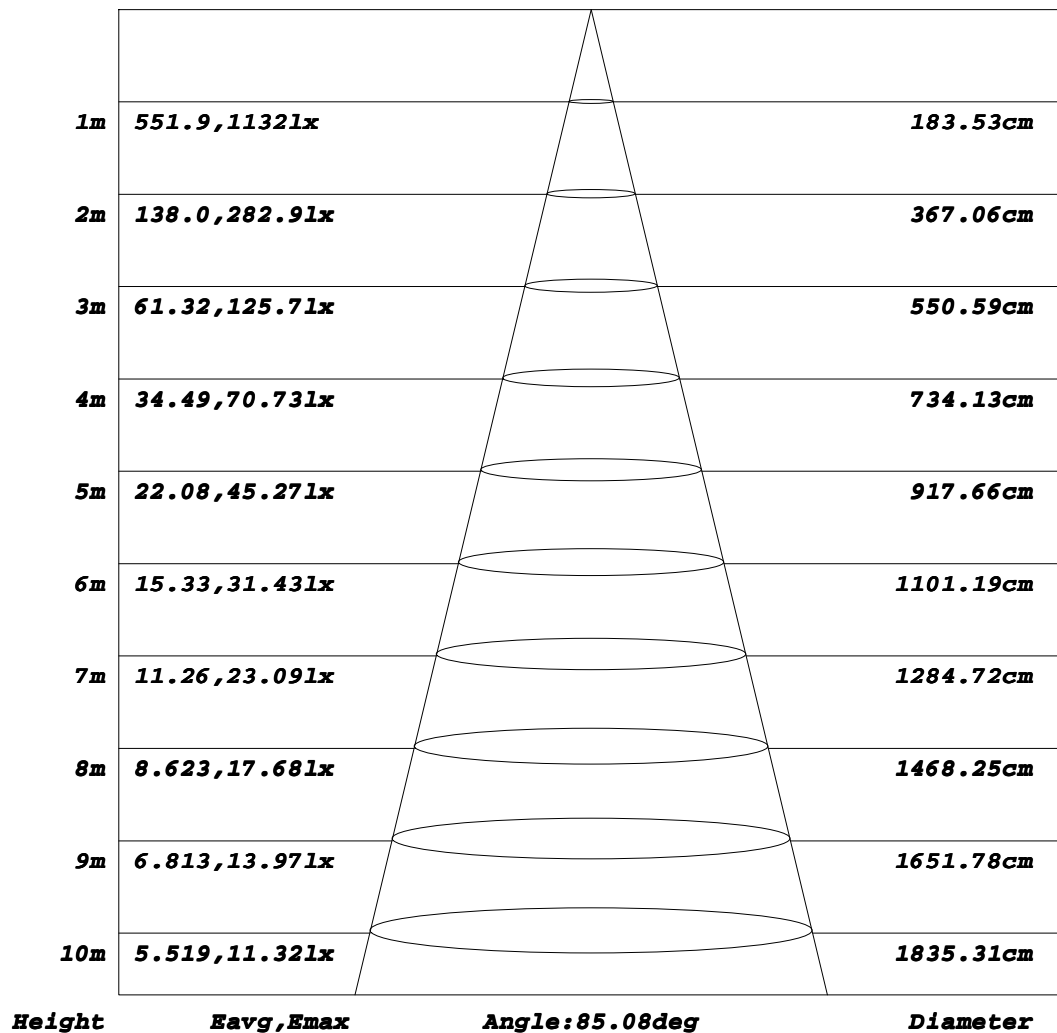 1m 551.9,1132lx 183.53cm
2m 138.0,282.9lx 367.06cm
3m 61.32,125.7lx 550.59cm
4m 34.49,70.73lx 734.13cm
5m 22.08,45.27lx 917.66cm
6m 15.33,31.43lx 1101.19cm
7m 11.26,23.09lx 1284.72cm
8m 8.623,17.68lx 1468.25cm
9m 6.813,13.97lx 1651.78cm
10m 5.519,11.32lx 1835.31cm
Height Eavg,Emax Angle:85.08deg Diameter